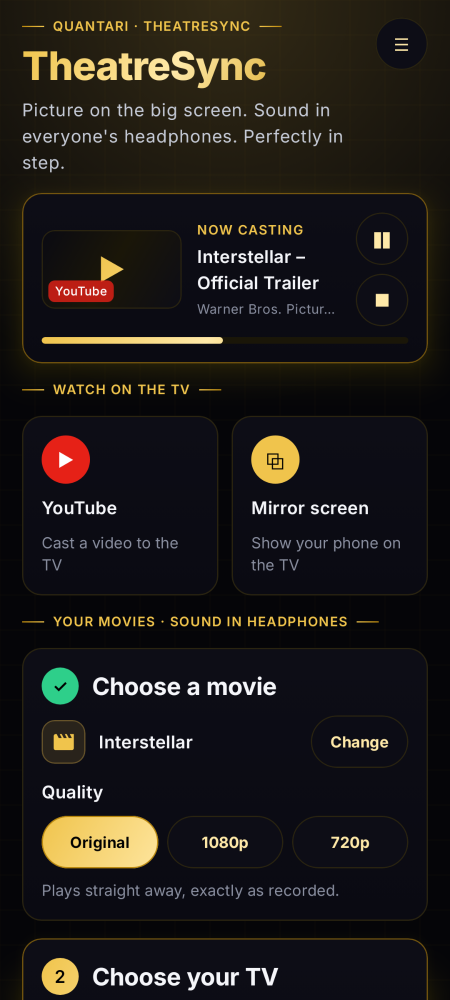 QUANTARI · THEATRESYNC
TheatreSync
Picture on the big screen. Sound in
everyone's headphones. Perfectly in
step.
YouTube
NOW CASTING
Interstellar –
Official Trailer
Warner Bros. Pictur...
WATCH ON THE TV
YouTube
Cast a video to the
TV
Mirror screen
Show your phone on
the TV
YOUR MOVIES · SOUND IN HEADPHONES
Choose a movie
Interstellar
Change
Quality
Original
1080p
720p
Plays straight away, exactly as recorded.
2
Choose your TV